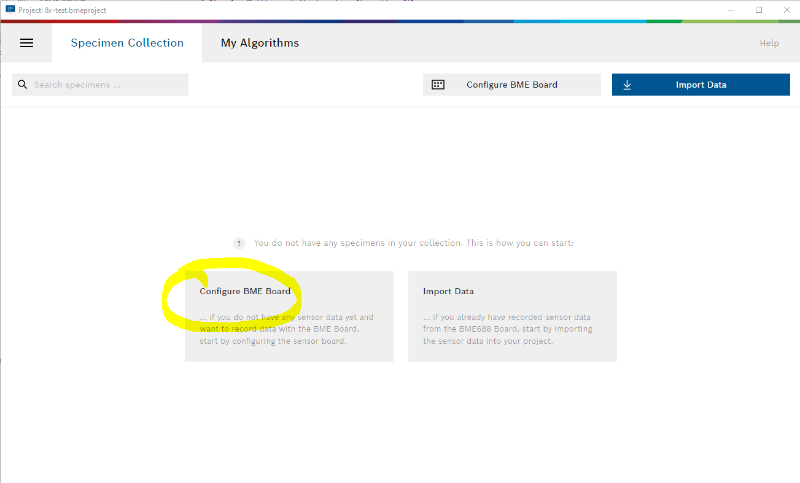 Project: 8x-test.bmeproject
Specimen Collection
My Algorithms
Help
Search specimens ...
Configure BME Board
Import Data
? You do not have any specimens in your collection. This is how you can start:
Configure BME Board
... if you do not have any sensor data yet and
want to record data with the BME Board,
start by configuring the sensor board.
Import Data
... if you already have recorded sensor data
from the BME688 Board, start by importing
the sensor data into your project.